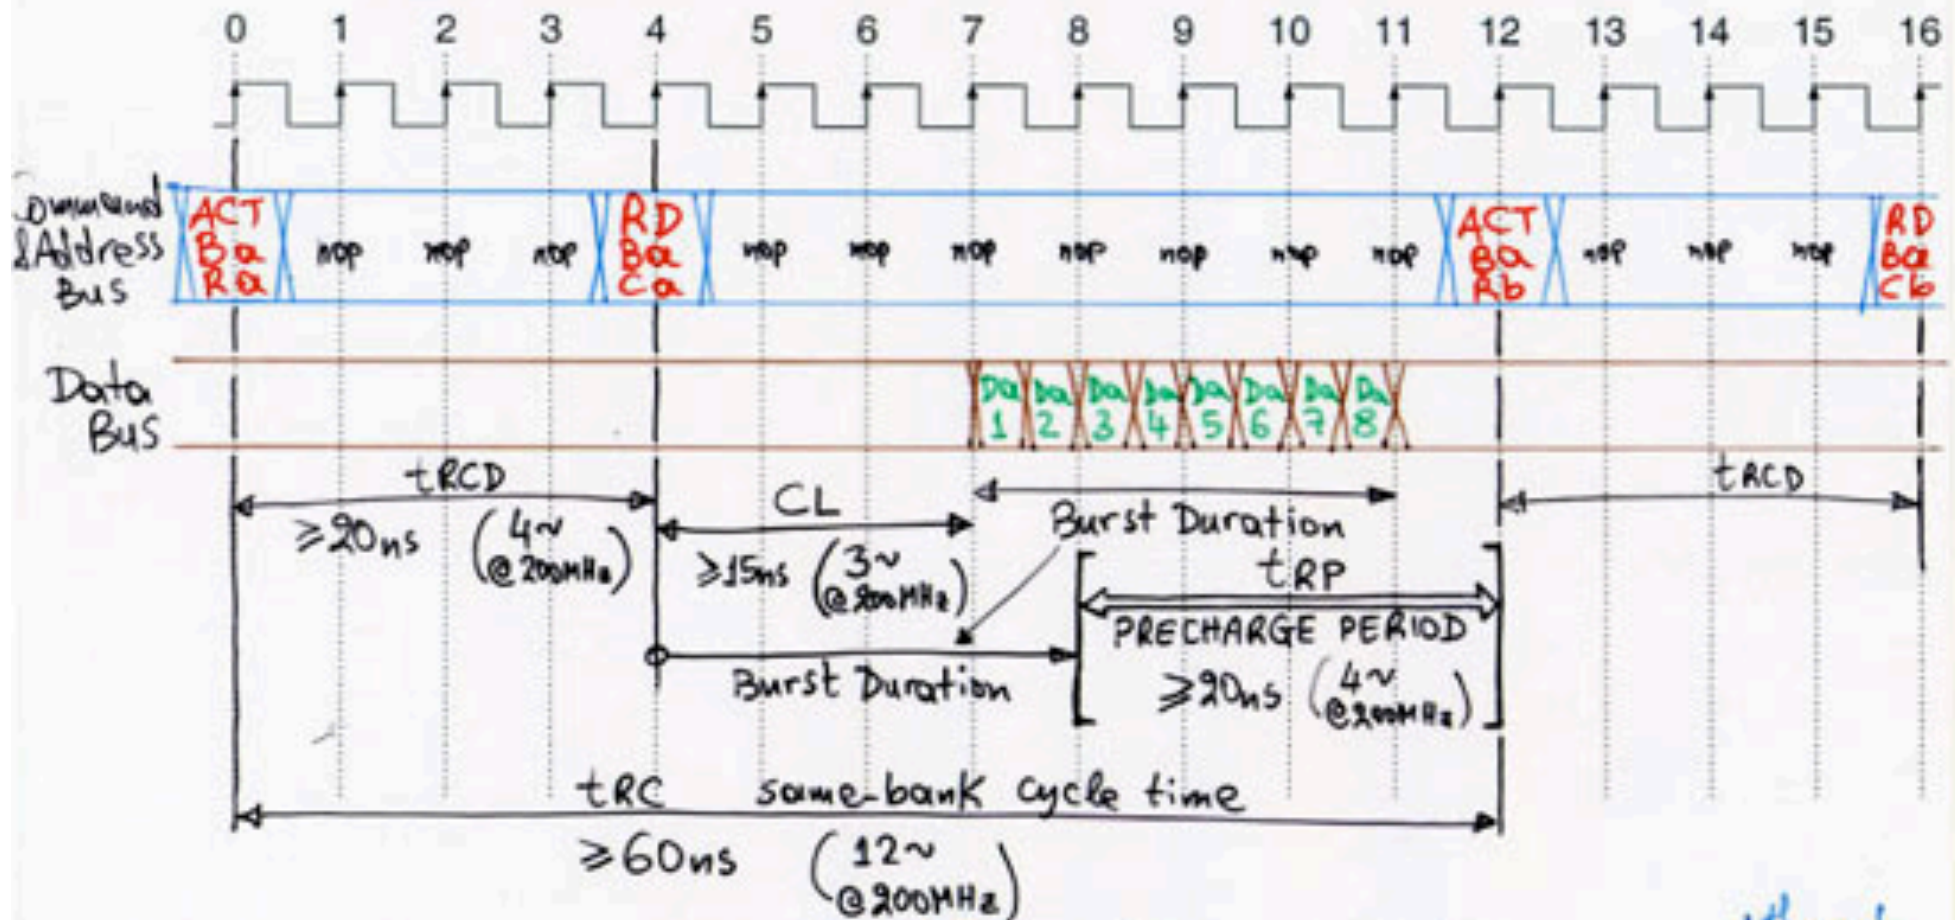 0 1 2 3 4 5 6 7 8 9 10 11 12 13 14 15 16
Command
&Address
Bus
ACT
Ba
Ra
nop nop nop
RD
Ba
Ca
nop nop nop nop nop nop nop
ACT
Ba
Rb
nop nop nop
RD
Ba
Cb
Data
Bus
Da Da Da Da Da Da Da Da
1 2 3 4 5 6 7 8
tRCD
≥20ns (4~
@200MHz)
CL
≥15ns (3~
@200MHz)
Burst Duration
tRCD
tRP
PRECHARGE PERIOD
≥20ns (4~
@200MHz)
Burst Duration
tRC same-bank cycle time
≥60ns (12~
@200MHz)